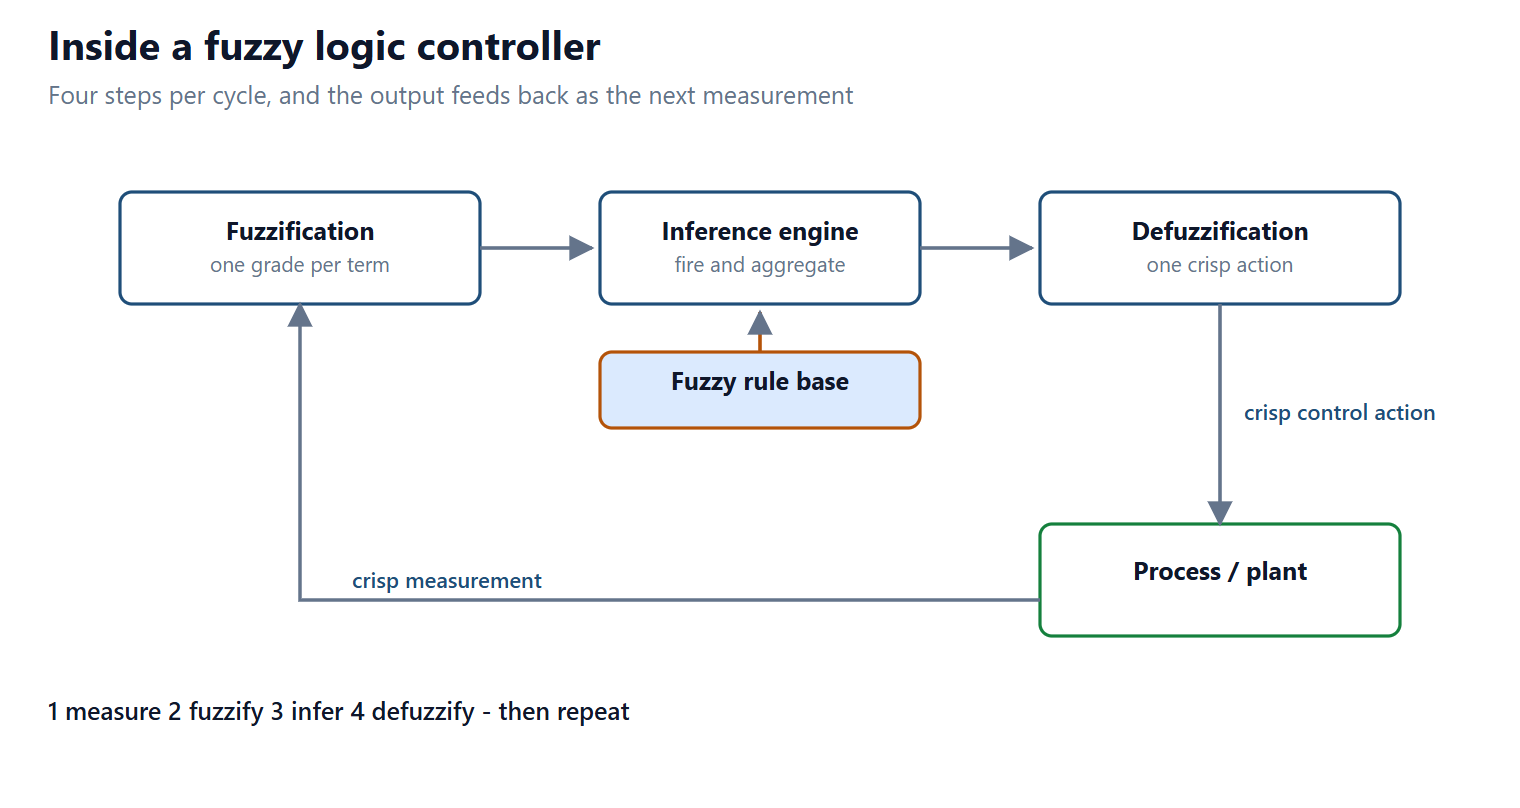 Inside a fuzzy logic controller
Four steps per cycle, and the output feeds back as the next measurement
Fuzzification
one grade per term
Inference engine
fire and aggregate
Defuzzification
one crisp action
Fuzzy rule base
crisp control action
Process / plant
crisp measurement
1 measure 2 fuzzify 3 infer 4 defuzzify - then repeat